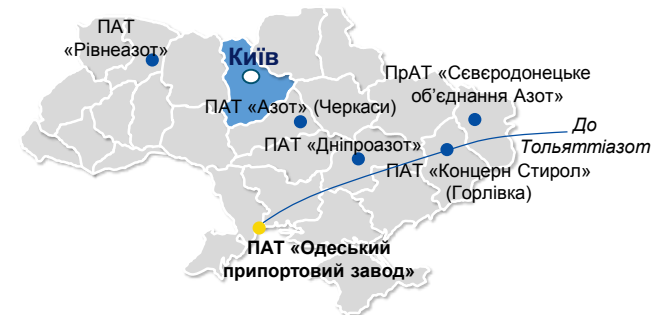 ПАТ
«Рівнеазот»
Київ
ПрАТ «Сєвєродонецьке
об’єднання Азот»
ПАТ «Азот» (Черкаси)
До
Тольяттіазот
ПАТ «Дніпроазот»
ПАТ «Концерн Стирол»
(Горлівка)
ПАТ «Одеський
припортовий завод»